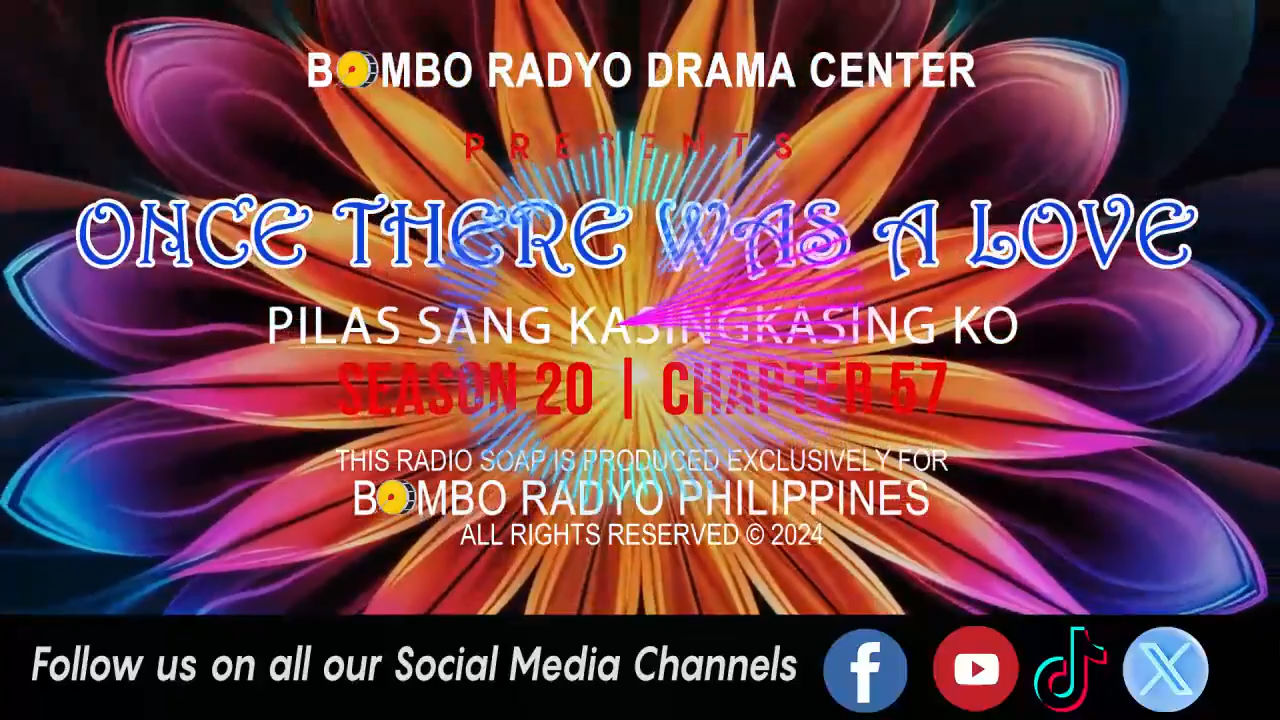 BOMBO RADYO DRAMA CENTER
PRESENTS
ONCE THERE WAS A LOVE
PILAS SANG KASINGKASING KO
SEASON 20 | CHAPTER 57
THIS RADIO SOAP IS PRODUCED EXCLUSIVELY FOR
BOMBO RADYO PHILIPPINES
ALL RIGHTS RESERVED © 2024
Follow us on all our Social Media Channels